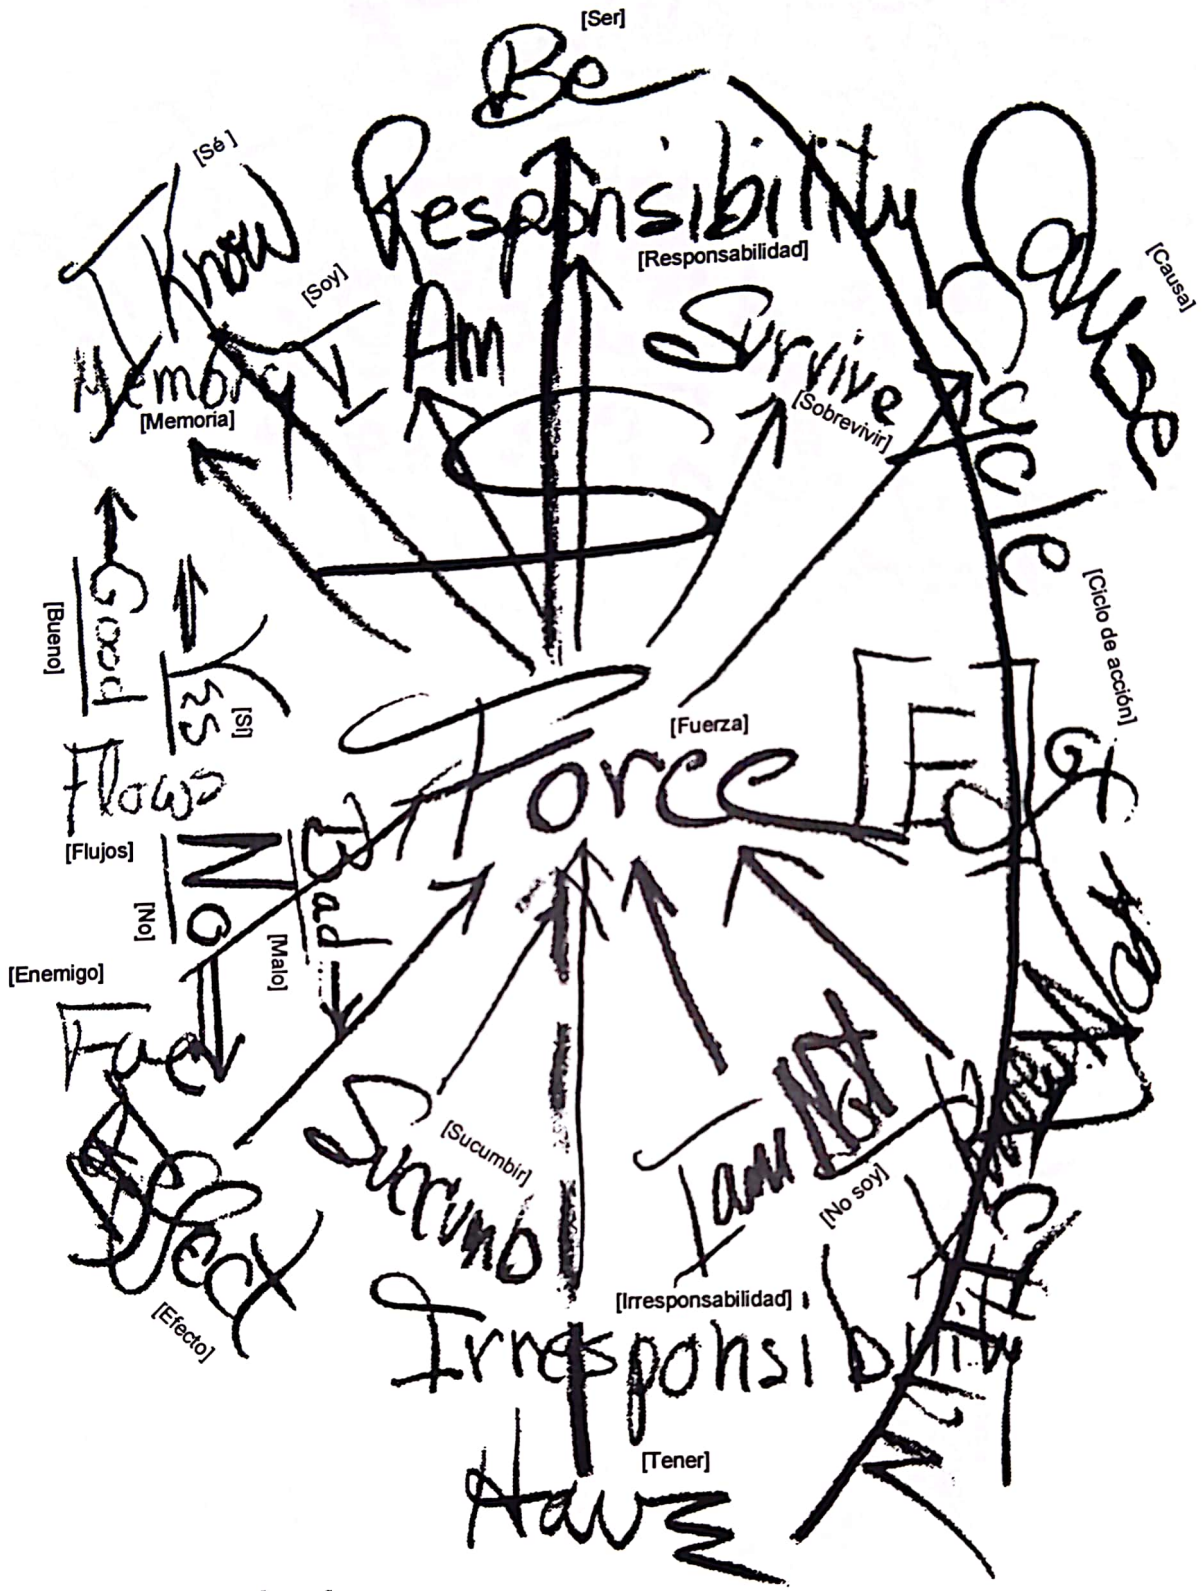 [Ser]
Be
[Sé ]
I Know
Responsibility
[Responsabilidad]
Cause
[Causa]
[Soy]
I Am
Survive
[Sobrevivir]
Memory
[Memoria]
Cycle
[Ciclo de acción]
Good
[Bueno]
Yes
[Sí]
Force
[Fuerza]
Flows
[Flujos]
No
[No]
Bad
[Malo]
[Enemigo]
Foe
Effect
[Efecto]
Succumb
[Sucumbir]
I am Not
[No soy]
Know
[Irresponsabilidad]
Irresponsibility
Have
[Tener]